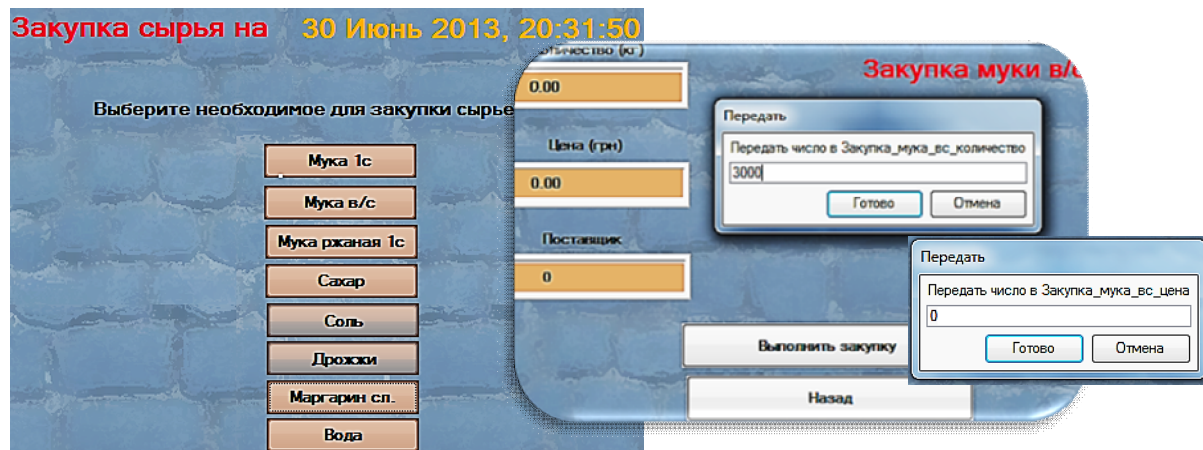 Закупка сырья на 30 Июнь 2013, 20:31:50
Выберите необходимое для закупки сырье
Мука 1с
Мука в/с
Мука ржаная 1с
Сахар
Соль
Дрожжи
Маргарин сл.
Вода
(кг)
0.00
Цена (грн)
0.00
Поставщик
0
Закупка муки в/с
Передать
Передать число в Закупка_мука_вс_количество
3000
Готово Отмена
Выполнить закупку
Назад
Передать
Передать число в Закупка_мука_вс_цена
0
Готово Отмена